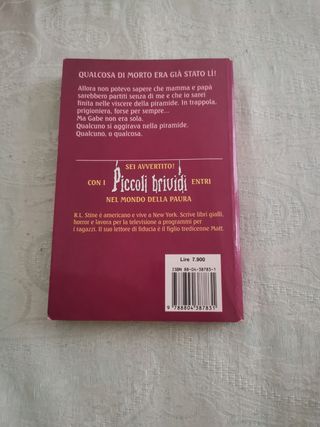 QUALCOSA DI MORTO ERA GIÀ STATO LÌ!
Allora non potevo sapere che mamma e papà
sarebbero partiti senza di me e che io sarei
finita nelle viscere della piramide. In trappola,
prigioniera, forse per sempre...
Ma Gabe non era sola.
Qualcuno si aggirava nella piramide.
Qualcuno, o qualcosa.
SEI AVVERTITO!
CON I Piccoli brividi ENTRI
NEL MONDO DELLA PAURA
R.L. Stine è americano e vive a New York. Scrive libri gialli,
horror e lavora per la televisione a programmi per
i ragazzi. Il suo lettore di fiducia è il figlio tredicenne Matt.
Lire 7.900
ISBN 88-04-38783-1
9 788804 387831